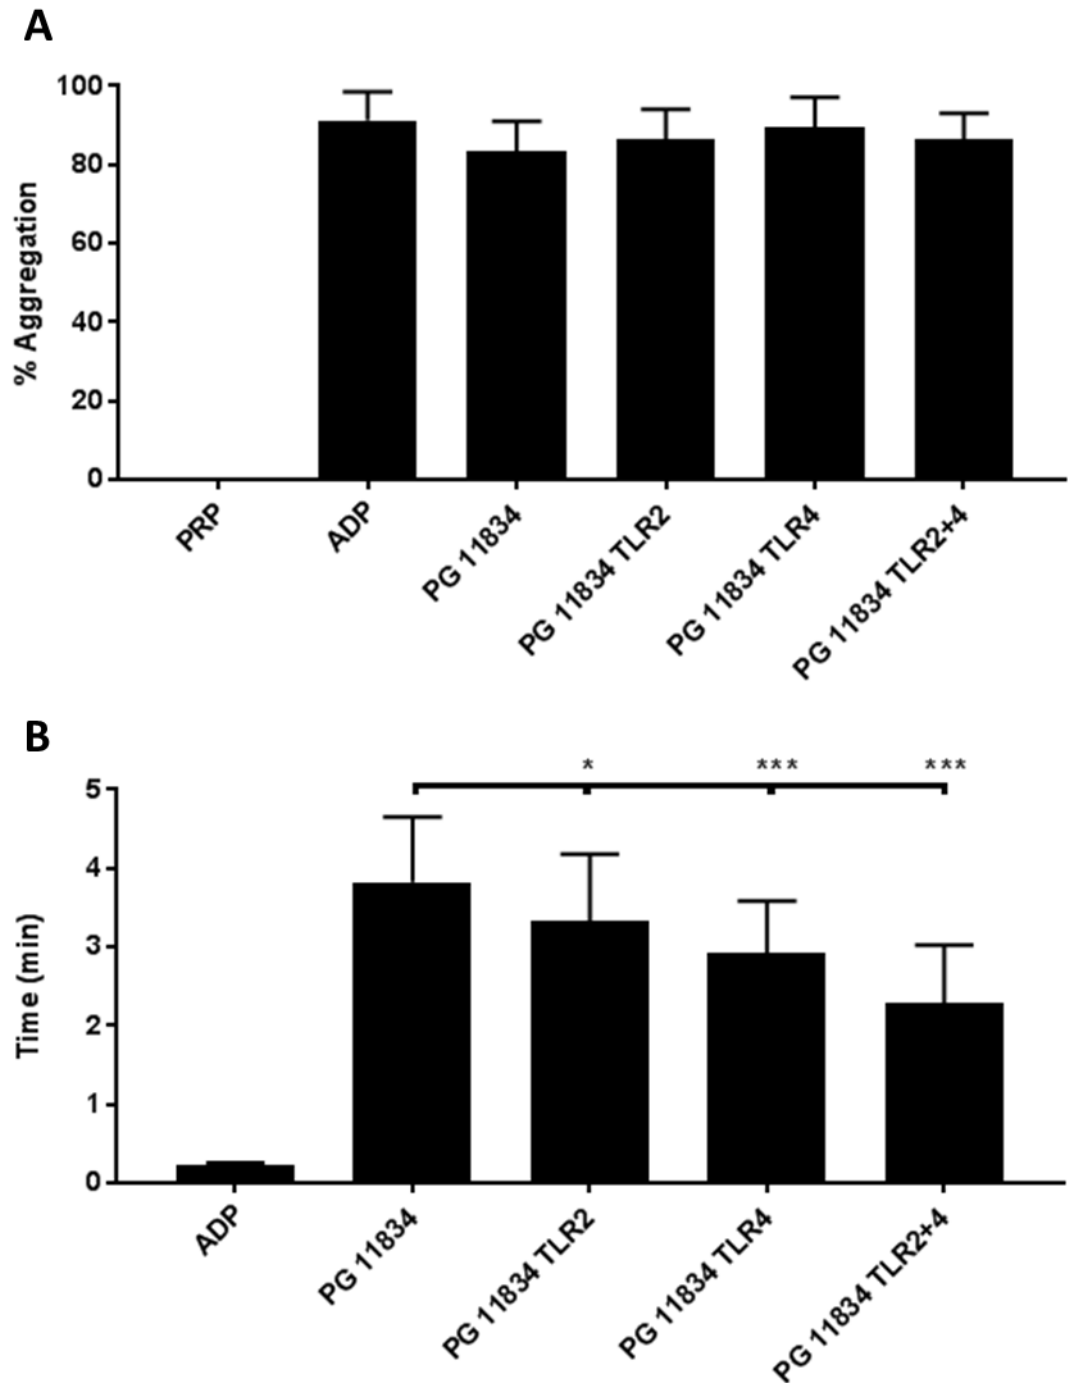 A
100
80
60
40
20
0
% Aggregation
PRP
ADP
PG 11834
PG 11834 TLR2
PG 11834 TLR4
PG 11834 TLR2+4
B
* *** ***
5
4
3
2
1
0
Time (min)
ADP
PG 11834
PG 11834 TLR2
PG 11834 TLR4
PG 11834 TLR2+4